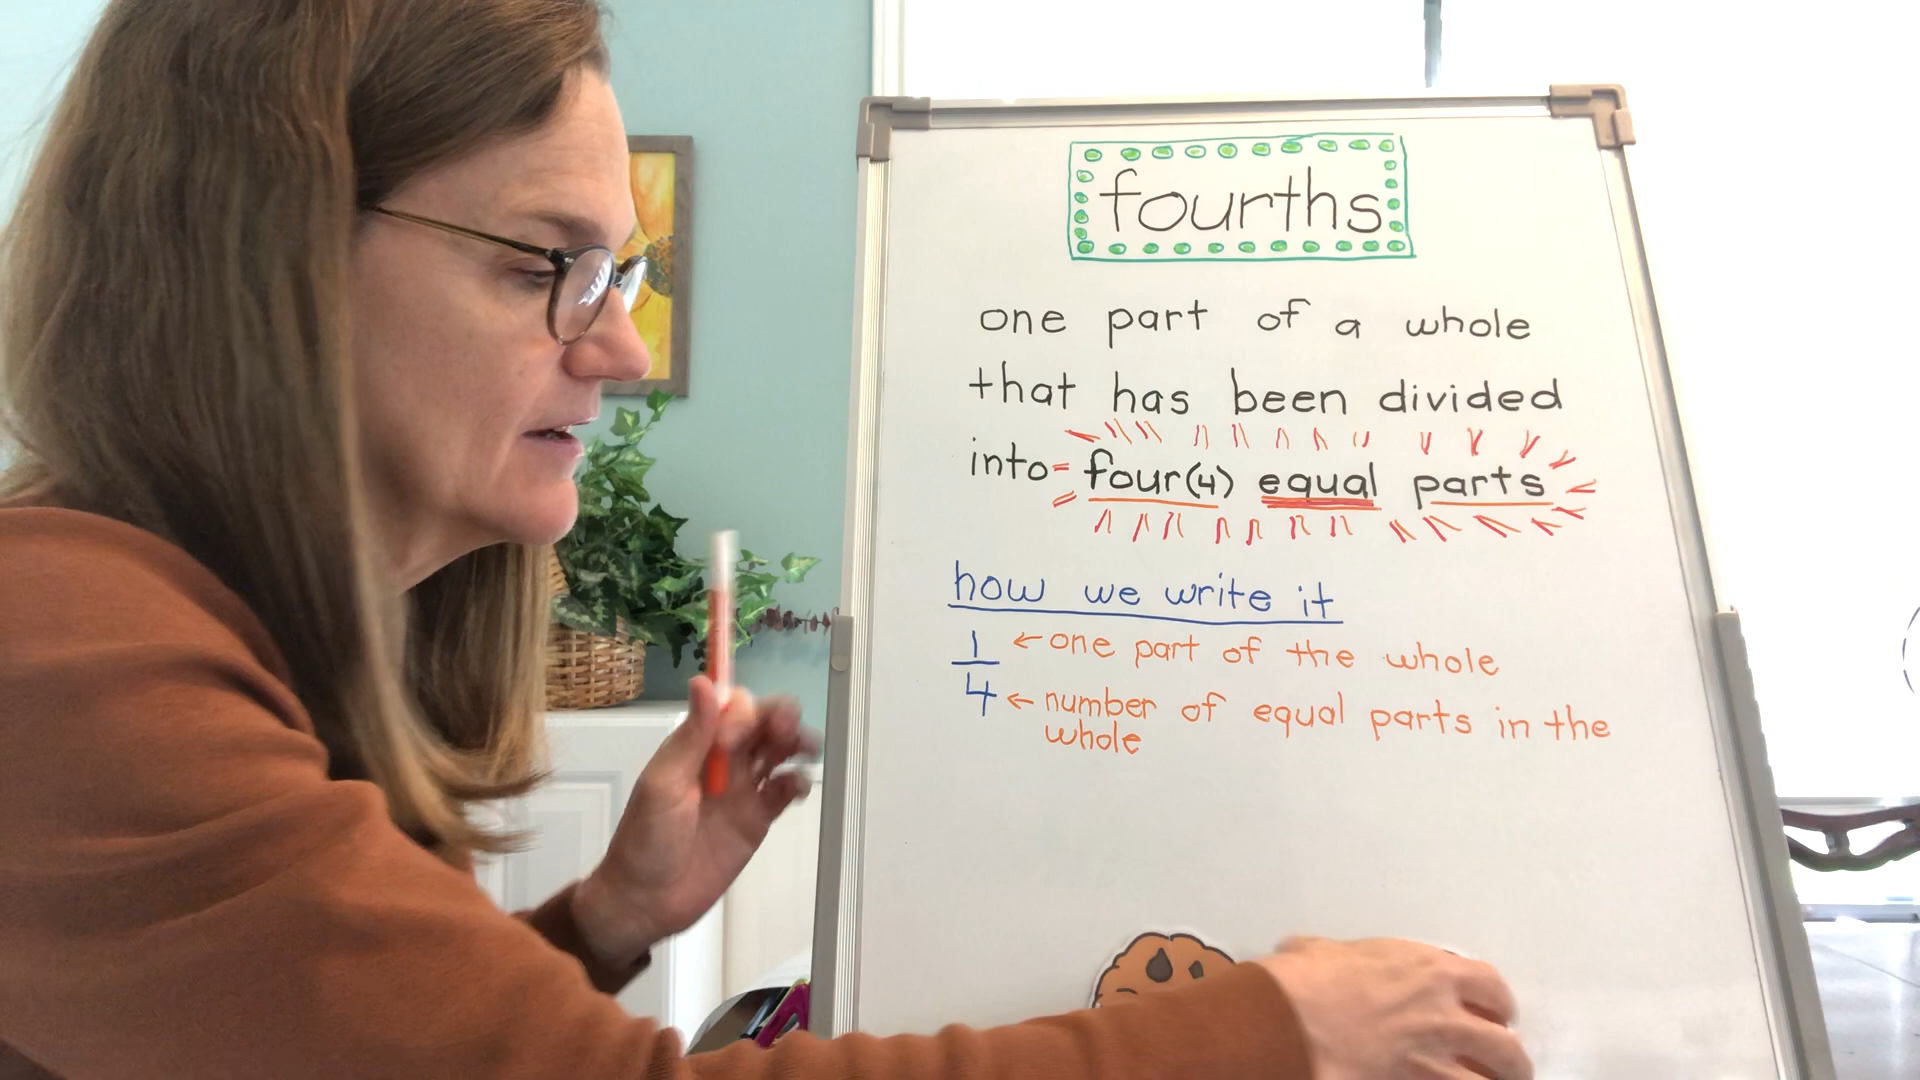 fourths
one part of a whole
that has been divided
into four(4) equal parts
how we write it
1 ← one part of the whole
4 ← number of equal parts in the
whole